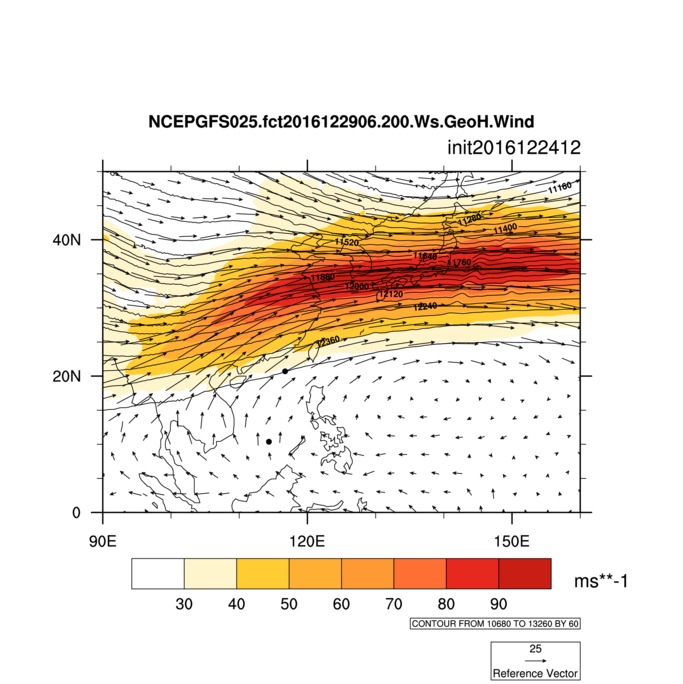 NCEPGFS025.fct2016122906.200.Ws.GeoH.Wind
init2016122412
11160
11280
11400
11520
11640
11760
11880
12000
12120
12240
12360
40N
20N
0
90E 120E 150E
30 40 50 60 70 80 90
ms**-1
CONTOUR FROM 10680 TO 13260 BY 60
25
Reference Vector